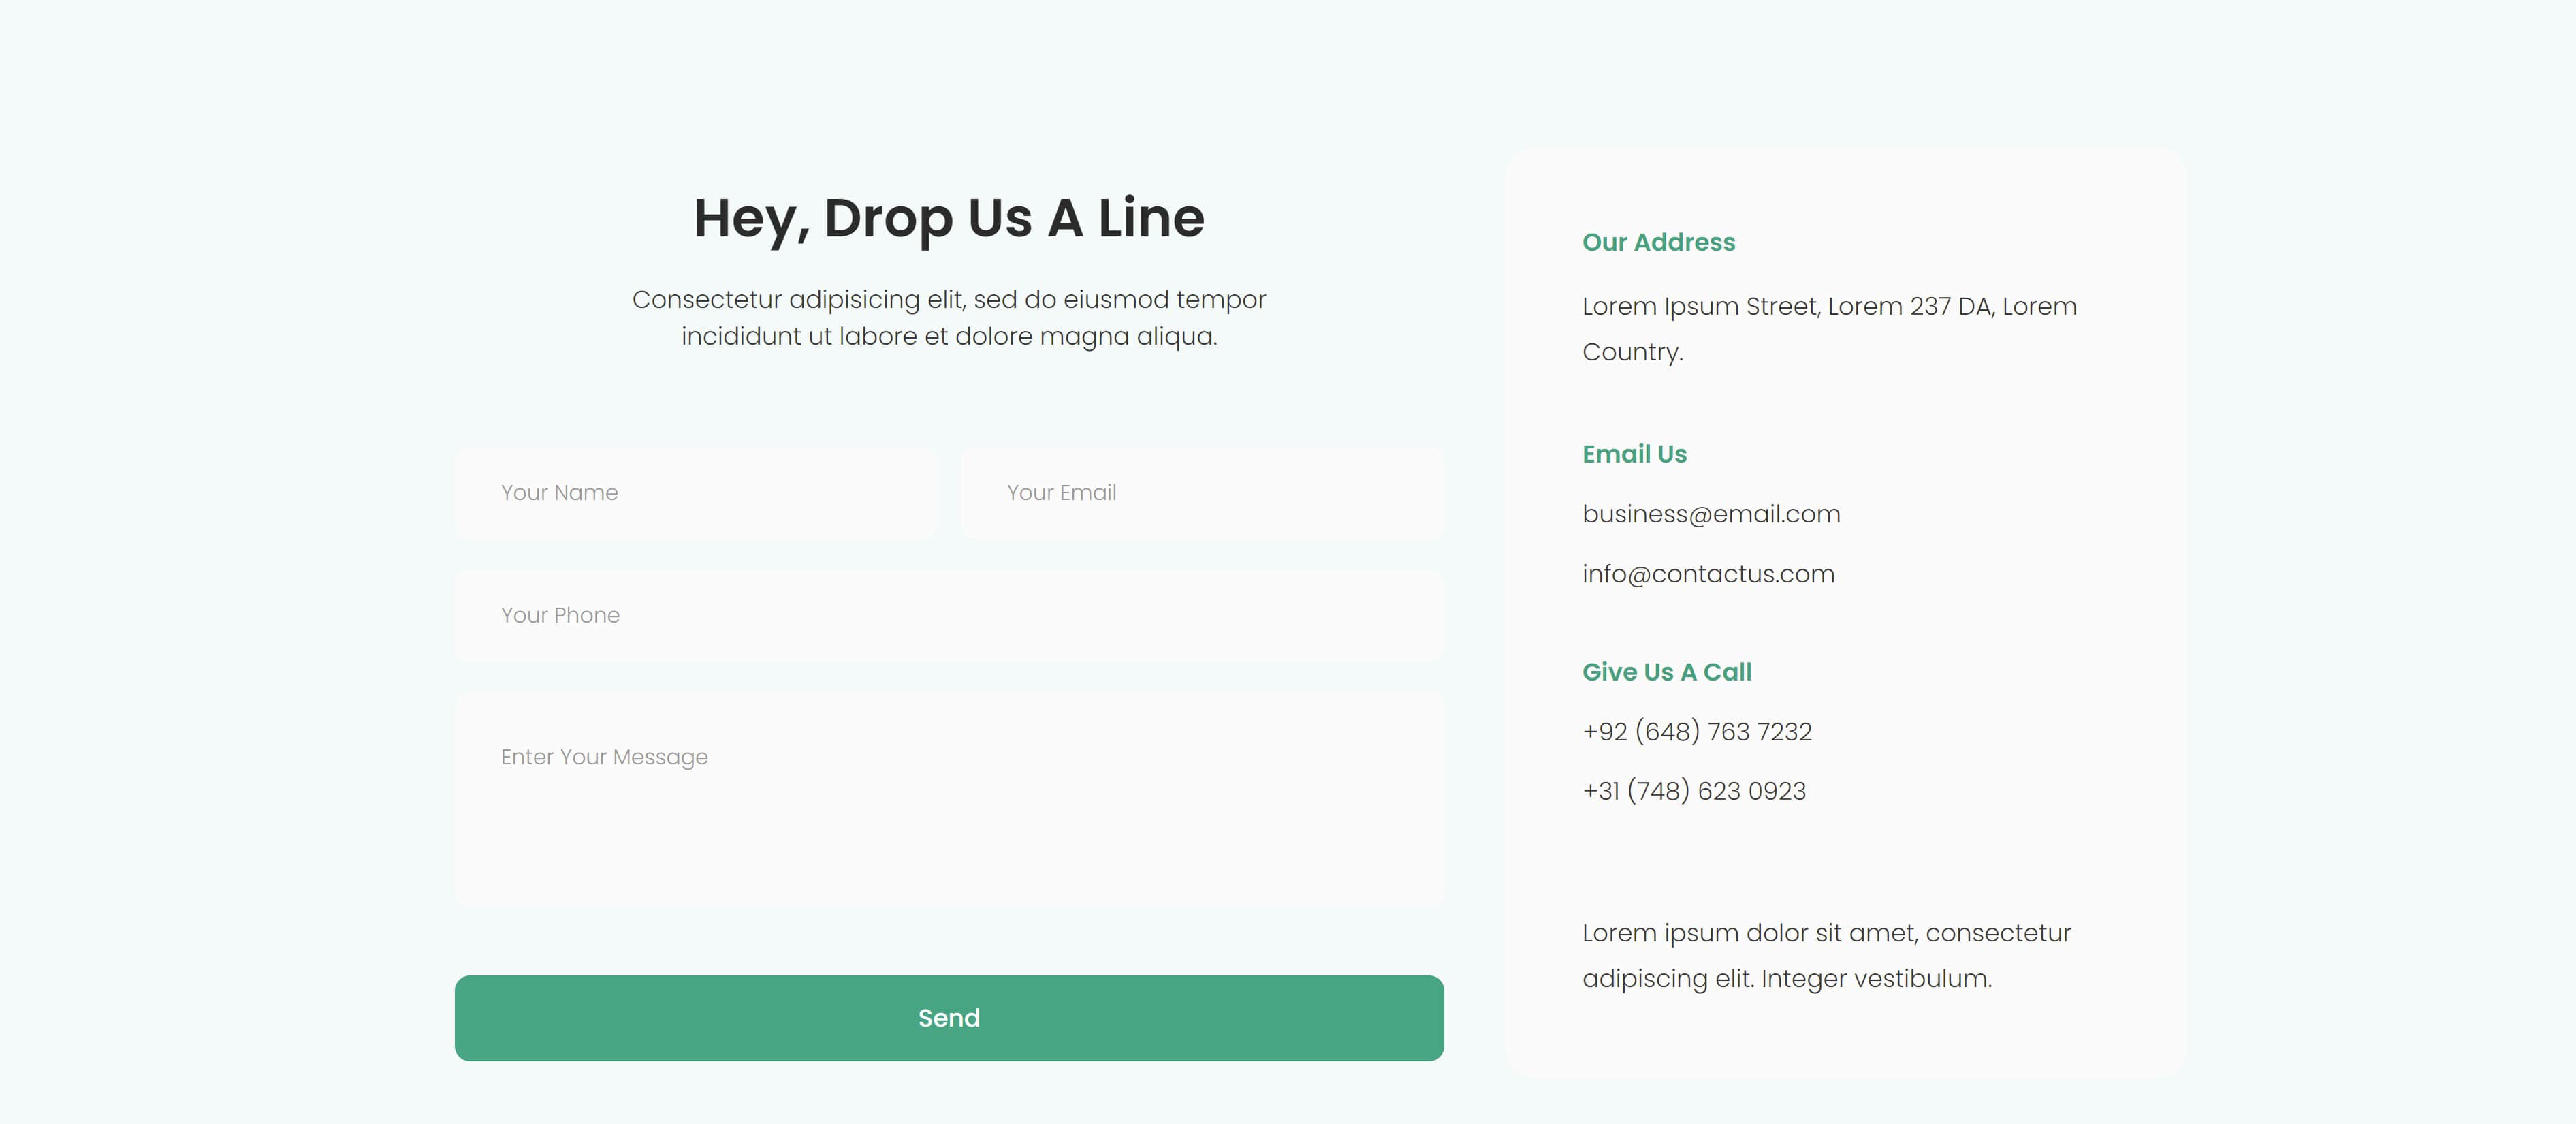 Hey, Drop Us A Line
Consectetur adipisicing elit, sed do eiusmod tempor
incididunt ut labore et dolore magna aliqua.
Your Name
Your Email
Your Phone
Enter Your Message
Send
Our Address
Lorem Ipsum Street, Lorem 237 DA, Lorem
Country.
Email Us
business@email.com
info@contactus.com
Give Us A Call
+92 (648) 763 7232
+31 (748) 623 0923
Lorem ipsum dolor sit amet, consectetur
adipiscing elit. Integer vestibulum.